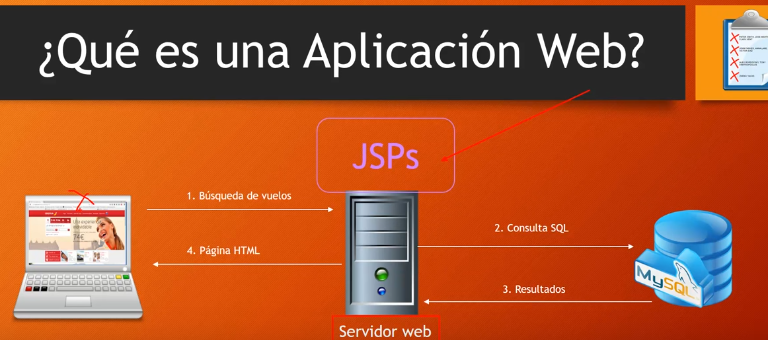 ¿Qué es una Aplicación Web?
JSPs
1. Búsqueda de vuelos
2. Consulta SQL
4. Página HTML
3. Resultados
MySQL
Servidor web